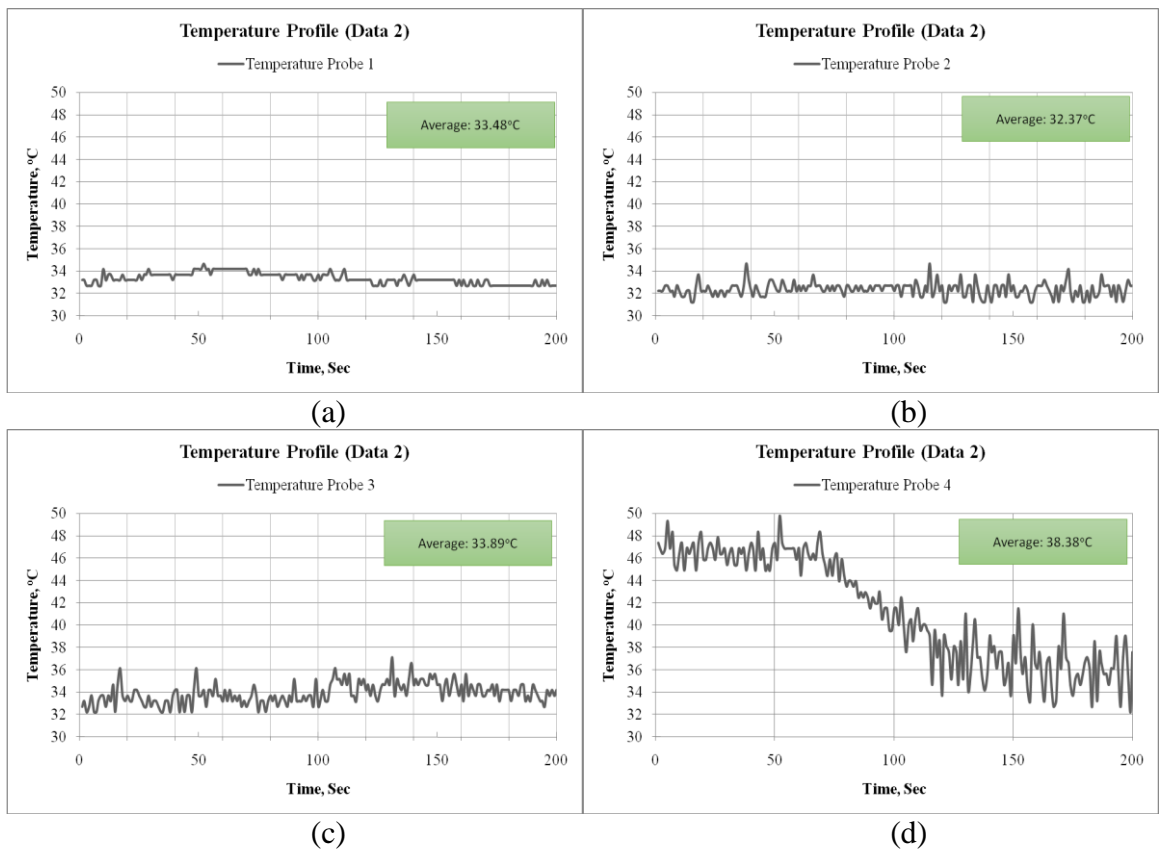 Temperature Profile (Data 2)
Temperature Probe 1
Average: 33.48°C
Temperature, °C
50
48
46
44
42
40
38
36
34
32
30
0
50
100
150
200
Time, Sec
(a)
Temperature Profile (Data 2)
Temperature Probe 2
Average: 32.37°C
Temperature, °C
50
48
46
44
42
40
38
36
34
32
30
0
50
100
150
200
Time, Sec
(b)
Temperature Profile (Data 2)
Temperature Probe 3
Average: 33.89°C
Temperature, °C
50
48
46
44
42
40
38
36
34
32
30
0
50
100
150
200
Time, Sec
(c)
Temperature Profile (Data 2)
Temperature Probe 4
Average: 38.38°C
Temperature, °C
50
48
46
44
42
40
38
36
34
32
30
0
50
100
150
200
Time, Sec
(d)